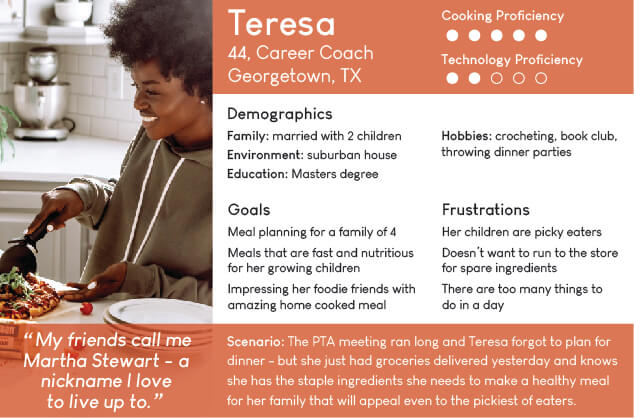 Teresa
44, Career Coach
Georgetown, TX
Cooking Proficiency
Technology Proficiency
Demographics
Family: married with 2 children
Environment: suburban house
Education: Masters degree
Hobbies: crocheting, book club,
throwing dinner parties
Goals
Meal planning for a family of 4
Meals that are fast and nutritious
for her growing children
Impressing her foodie friends with
amazing home cooked meal
Frustrations
Her children are picky eaters
Doesn't want to run to the store
for spare ingredients
There are too many things to
do in a day
“My friends call me
Martha Stewart - a
nickname I love
to live up to.”
Scenario: The PTA meeting ran long and Teresa forgot to plan for
dinner - but she just had groceries delivered yesterday and knows
she has the staple ingredients she needs to make a healthy meal
for her family that will appeal even to the pickiest of eaters.